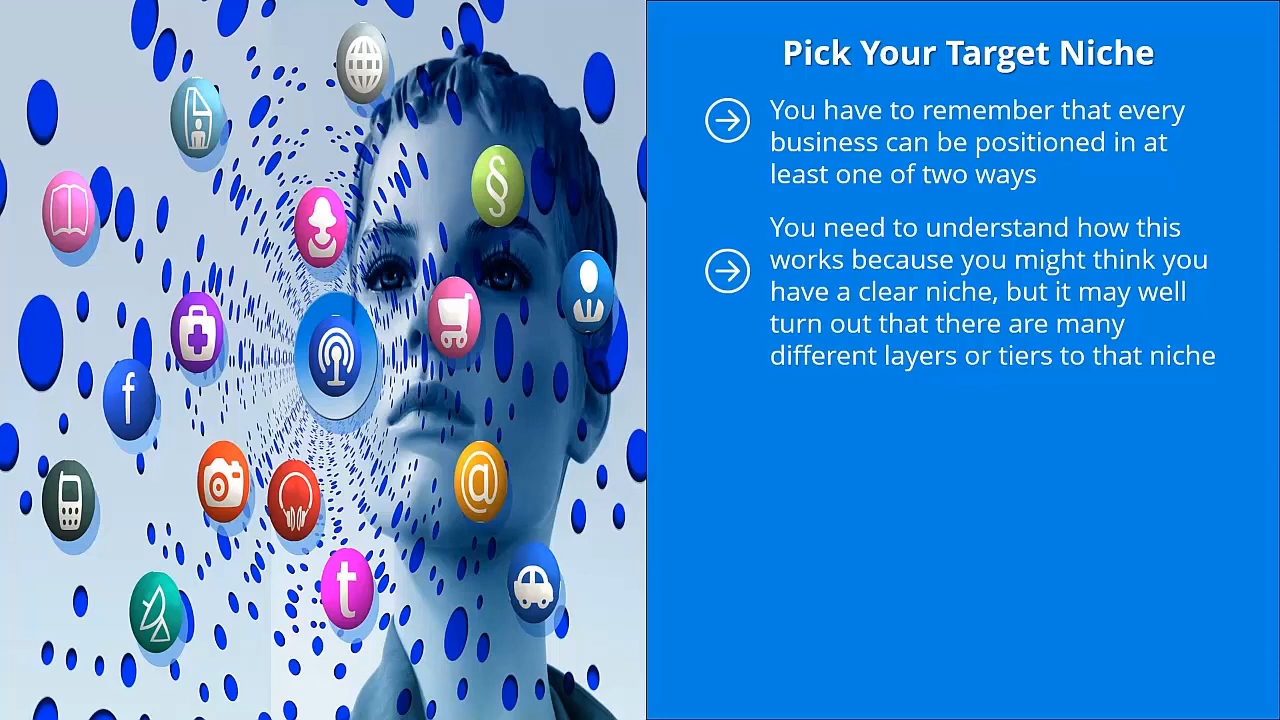 Pick Your Target Niche
You have to remember that every
business can be positioned in at
least one of two ways
You need to understand how this
works because you might think you
have a clear niche, but it may well
turn out that there are many
different layers or tiers to that niche
§
f
@
t